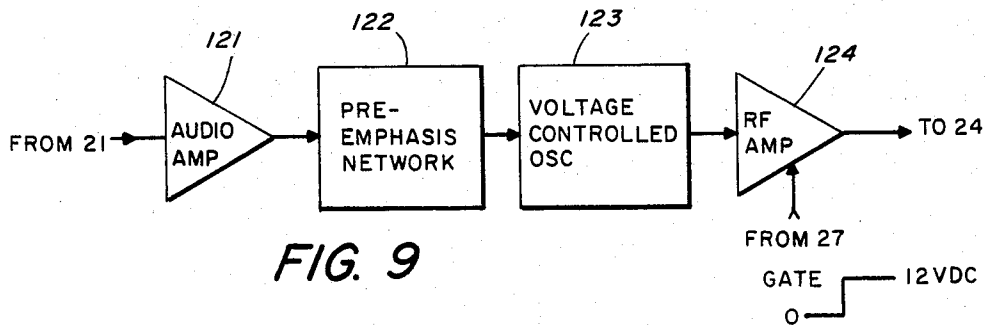 121
122
123
124
FROM 21
AUDIO
AMP
PRE-
EMPHASIS
NETWORK
VOLTAGE
CONTROLLED
OSC
RF
AMP
TO 24
FROM 27
FIG. 9
GATE
12VDC
0